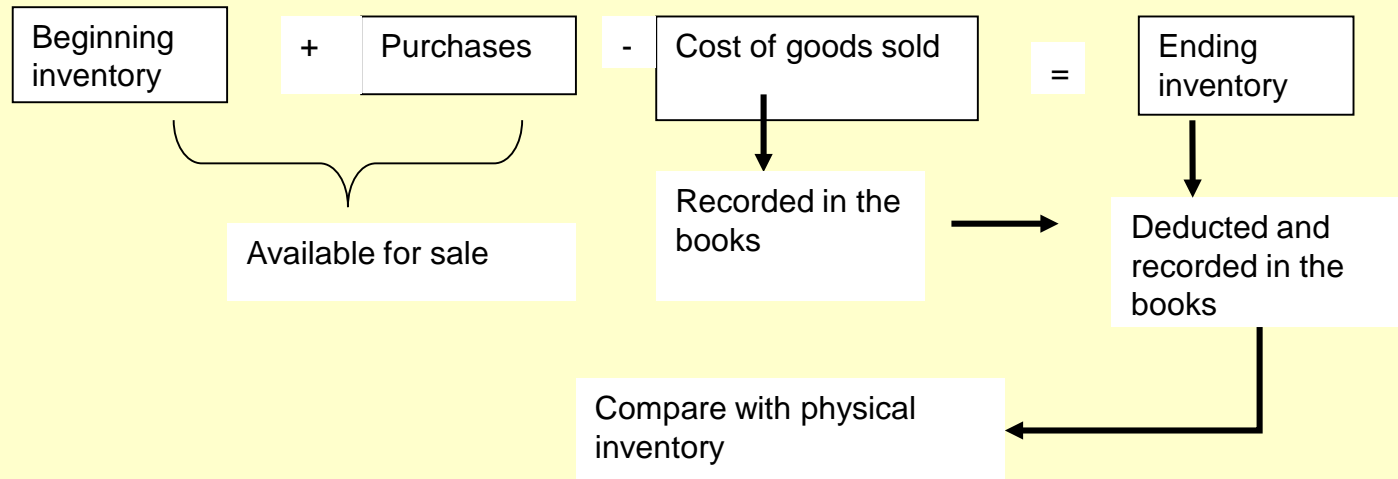 Beginning
inventory
+
Purchases
-
Cost of goods sold
=
Ending
inventory
Available for sale
Recorded in the
books
Deducted and
recorded in the
books
Compare with physical
inventory